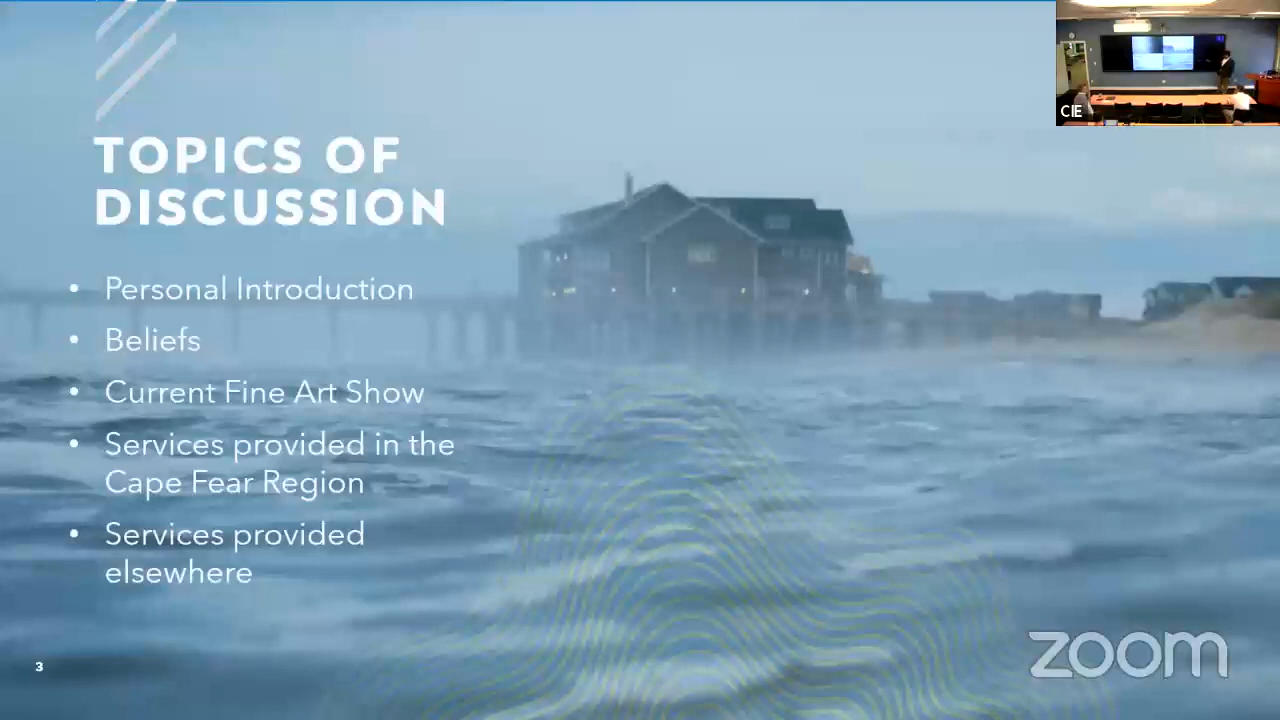 CIE
TOPICS OF
DISCUSSION
• Personal Introduction
• Beliefs
• Current Fine Art Show
• Services provided in the
Cape Fear Region
• Services provided
elsewhere
3
zoom